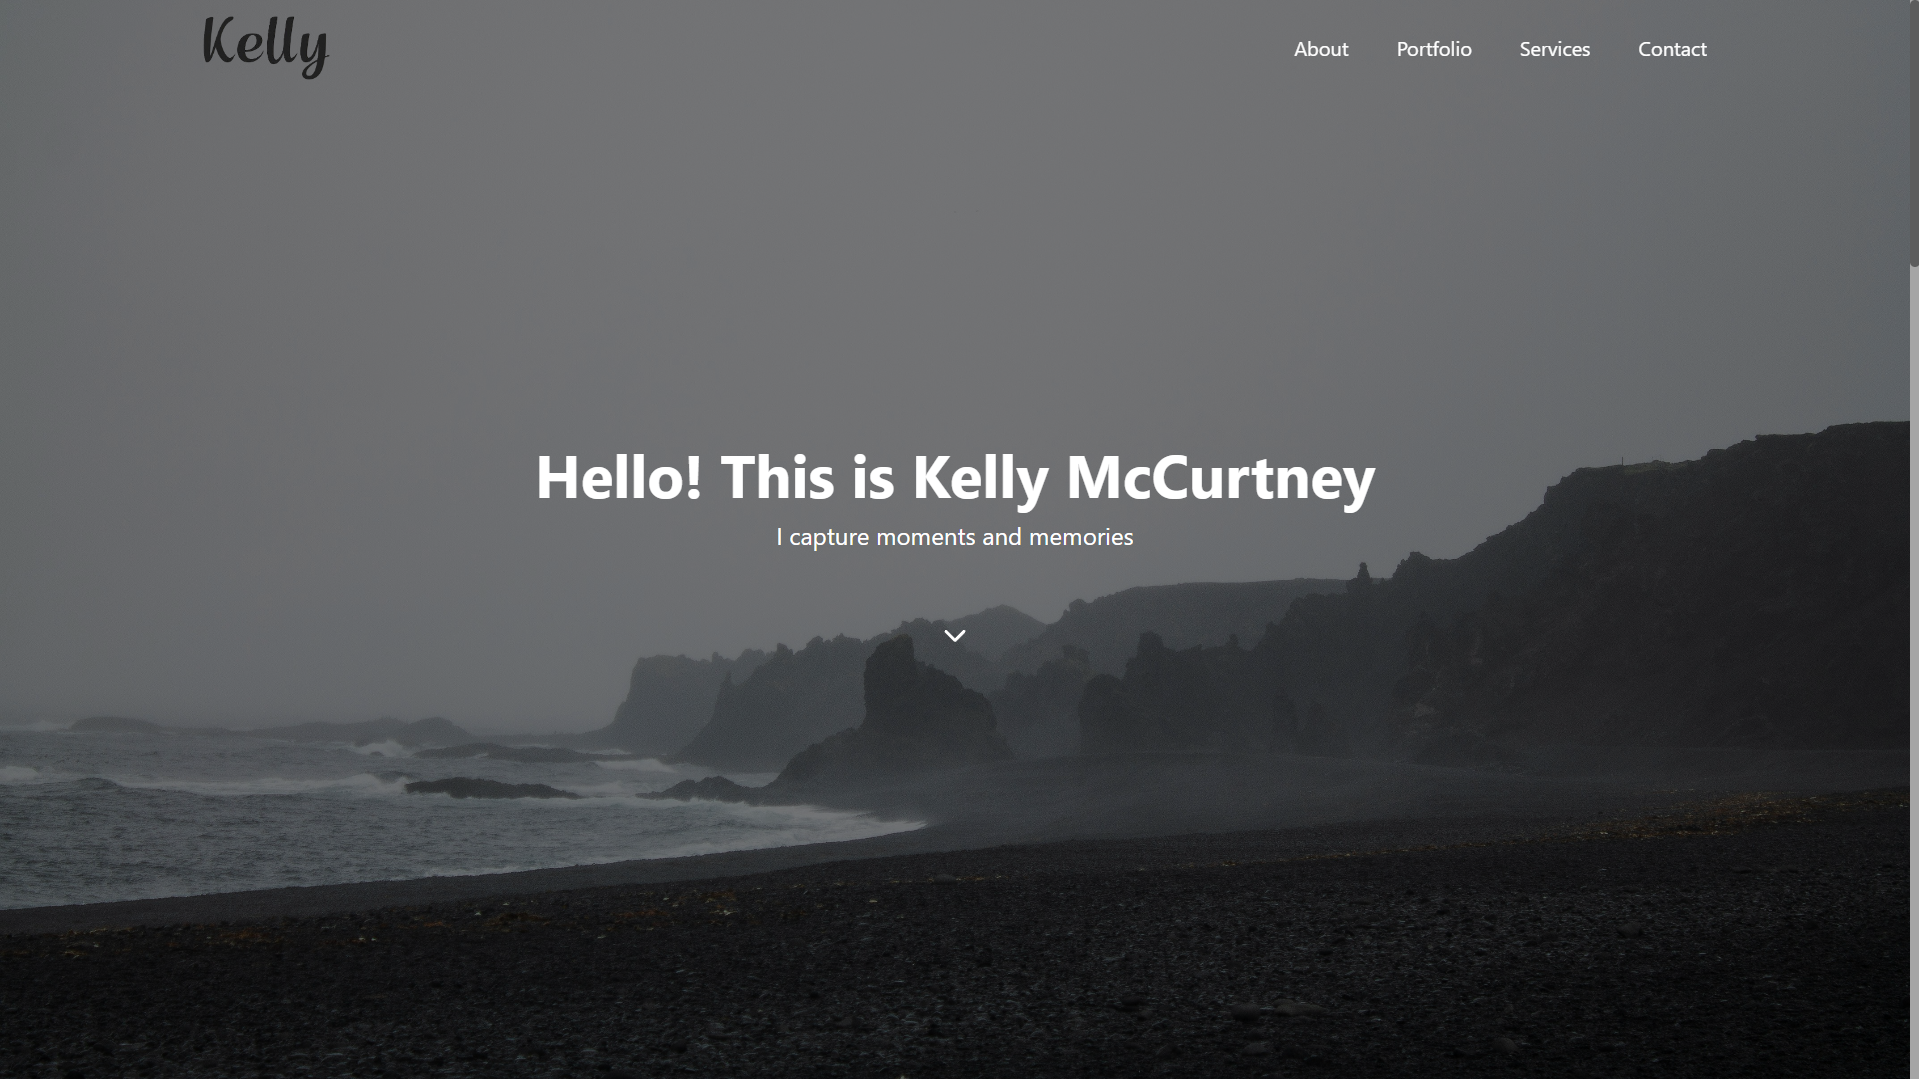 Kelly
About Portfolio Services Contact
Hello! This is Kelly McCurtney
I capture moments and memories